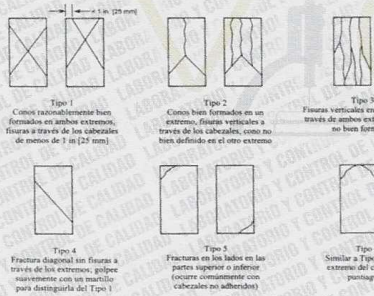 < 1 in. [25 mm]
Tipo 1
Conos razonablemente bien
formados en ambos extremos,
fisuras a través de los cabezales
de menos de 1 in [25 mm]
Tipo 2
Conos bien formados en un
extremo, fisuras verticales a
través de los cabezales, cono no
bien definido en el otro extremo
Tipo 3
Fisuras verticales en
través de ambos ext
no bien for
Tipo 4
Fractura diagonal sin fisuras a
través de los extremos; golpee
suavemente con un martillo
para distinguirla del Tipo 1
Tipo 5
Fracturas en los lados en las
partes superior o inferior
(ocurre comúnmente con
cabezales no adheridos)
Tipo
Similar a Tipo
extremo del c
puntiag